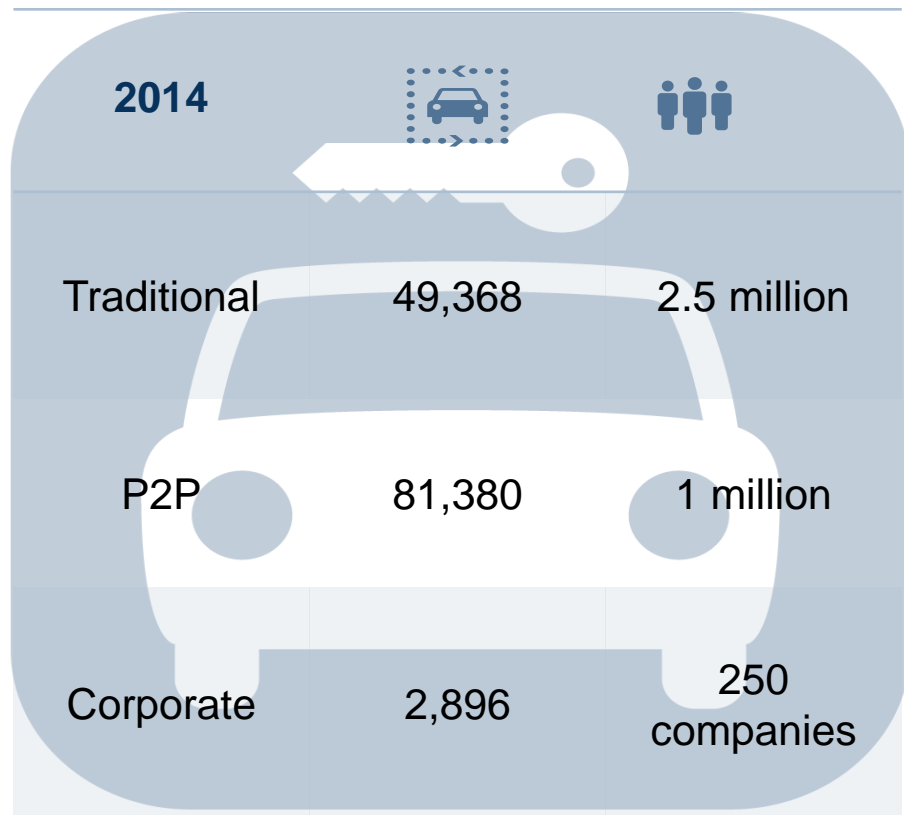 2014
Traditional 49,368 2.5 million
P2P 81,380 1 million
Corporate 2,896 250
companies